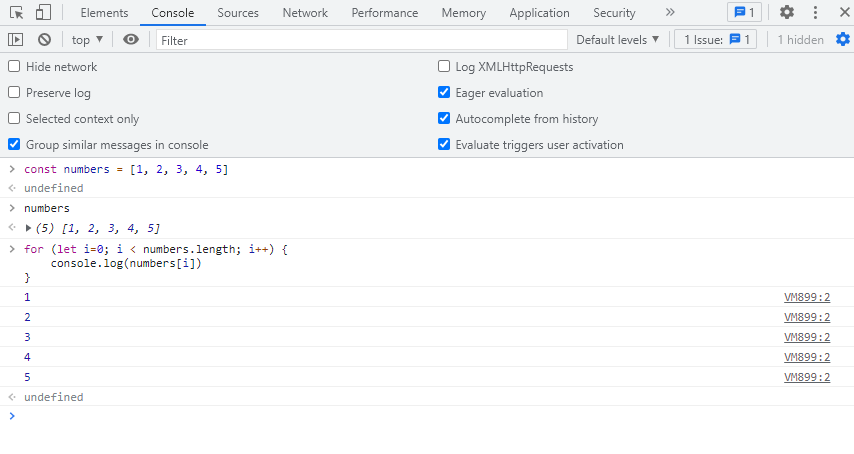 Elements Console Sources Network Performance Memory Application Security » 1
top ▼ Filter Default levels ▼ 1 Issue: 1 1 hidden
Hide network Log XMLHttpRequests
Preserve log Eager evaluation
Selected context only Autocomplete from history
Group similar messages in console Evaluate triggers user activation
> const numbers = [1, 2, 3, 4, 5]
undefined
> numbers
(5) [1, 2, 3, 4, 5]
> for (let i=0; i < numbers.length; i++) {
console.log(numbers[i])
}
1 VM899:2
2 VM899:2
3 VM899:2
4 VM899:2
5 VM899:2
undefined
>